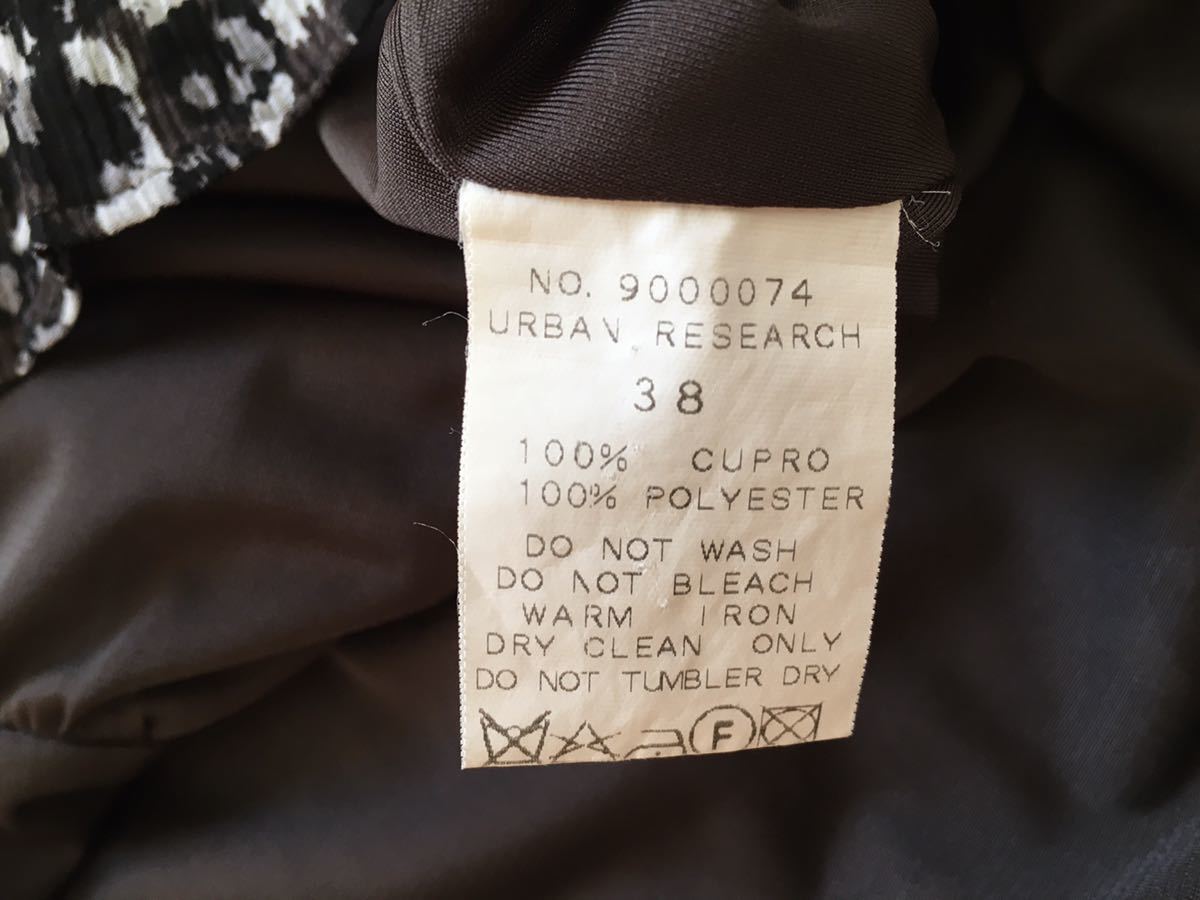 NO. 9000074
URBAN RESEARCH
38
100% CUPRO
100% POLYESTER
DO NOT WASH
DO NOT BLEACH
WARM IRON
DRY CLEAN ONLY
DO NOT TUMBLER DRY
F